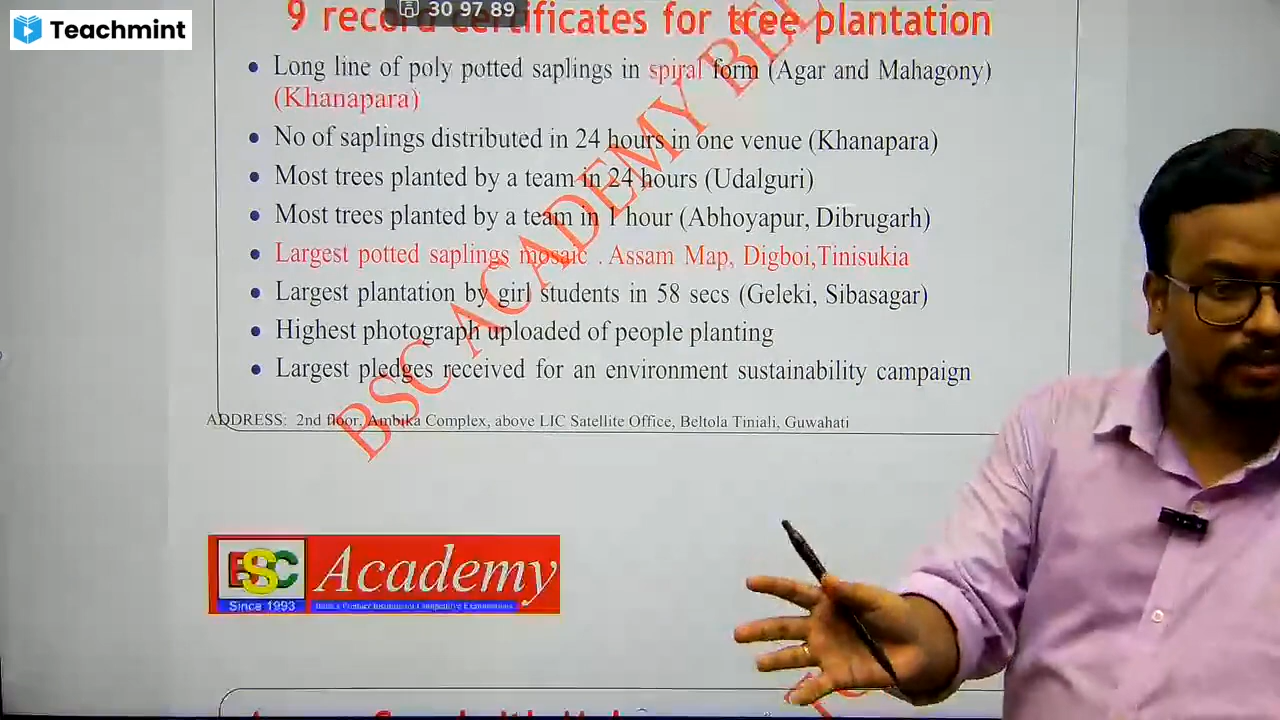 Teachmint
30 97 89
9 record certificates for tree plantation
• Long line of poly potted saplings in spiral form (Agar and Mahagony)
(Khanapara)
• No of saplings distributed in 24 hours in one venue (Khanapara)
• Most trees planted by a team in 24 hours (Udalguri)
• Most trees planted by a team in 1 hour (Abhoyapur, Dibrugarh)
• Largest potted saplings mosaic . Assam Map, Digboi,Tinisukia
• Largest plantation by girl students in 58 secs (Geleki, Sibasagar)
• Highest photograph uploaded of people planting
• Largest pledges received for an environment sustainability campaign
BSC ACADEMY BEL
ADDRESS: 2nd floor, Ambika Complex, above LIC Satellite Office, Beltola Tiniali, Guwahati
BSC Academy
Since 1993